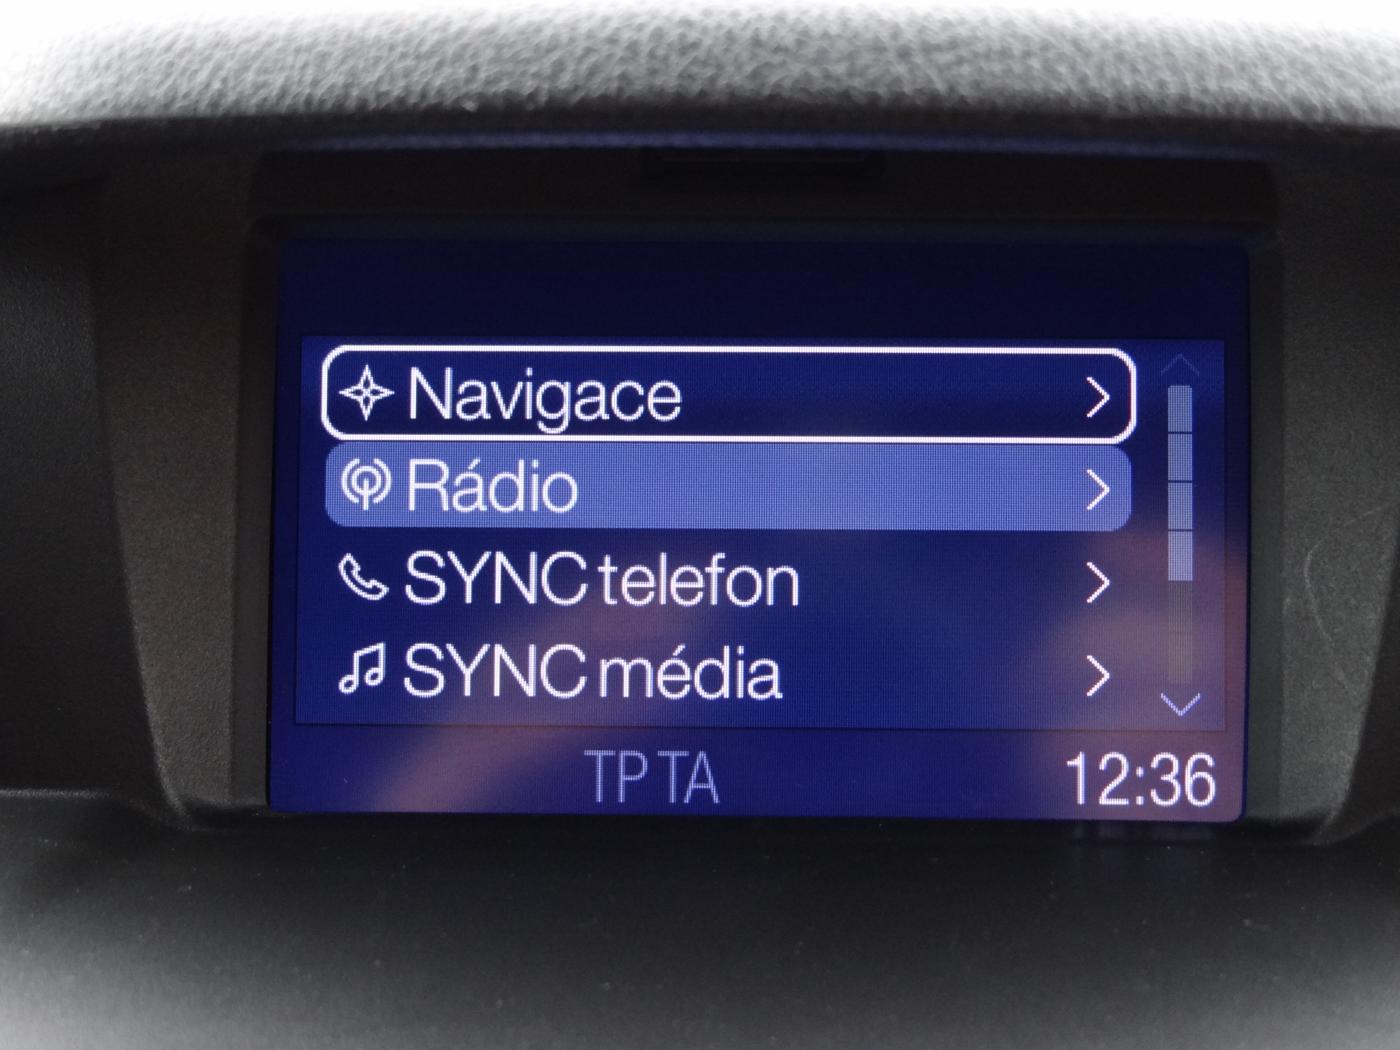 Navigace
Rádio
SYNC telefon
SYNC média
TP TA 12:36